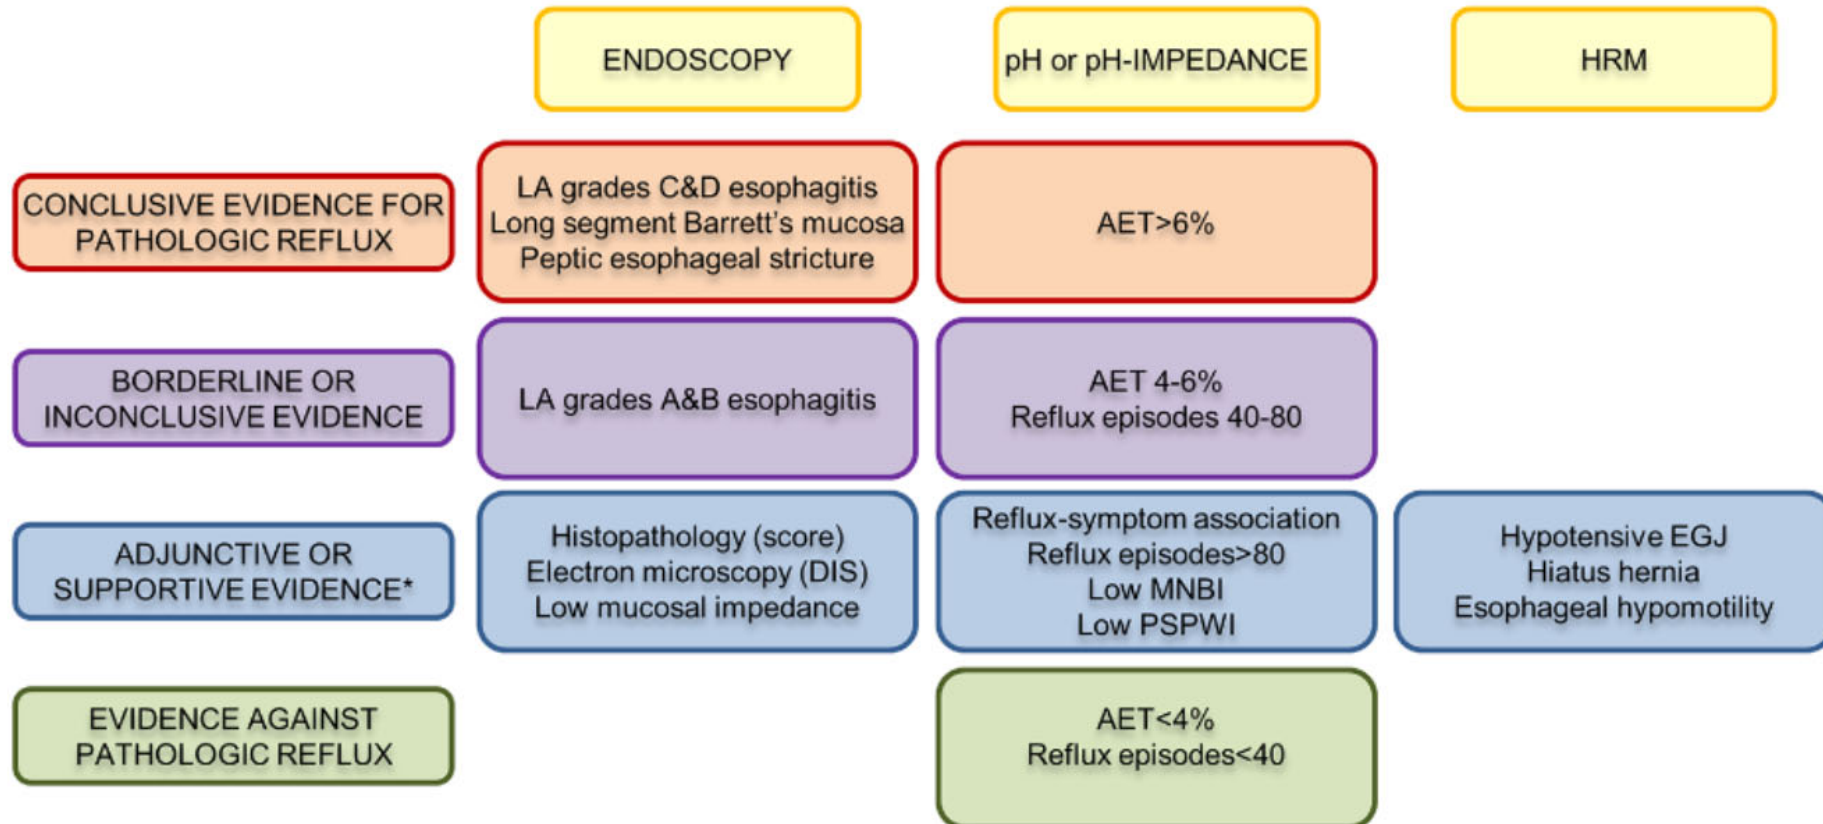 ENDOSCOPY
pH or pH-IMPEDANCE
HRM
CONCLUSIVE EVIDENCE FOR
PATHOLOGIC REFLUX
LA grades C&D esophagitis
Long segment Barrett’s mucosa
Peptic esophageal stricture
AET>6%
BORDERLINE OR
INCONCLUSIVE EVIDENCE
LA grades A&B esophagitis
AET 4-6%
Reflux episodes 40-80
ADJUNCTIVE OR
SUPPORTIVE EVIDENCE*
Histopathology (score)
Electron microscopy (DIS)
Low mucosal impedance
Reflux-symptom association
Reflux episodes>80
Low MNBI
Low PSPWI
Hypotensive EGJ
Hiatus hernia
Esophageal hypomotility
EVIDENCE AGAINST
PATHOLOGIC REFLUX
AET<4%
Reflux episodes<40